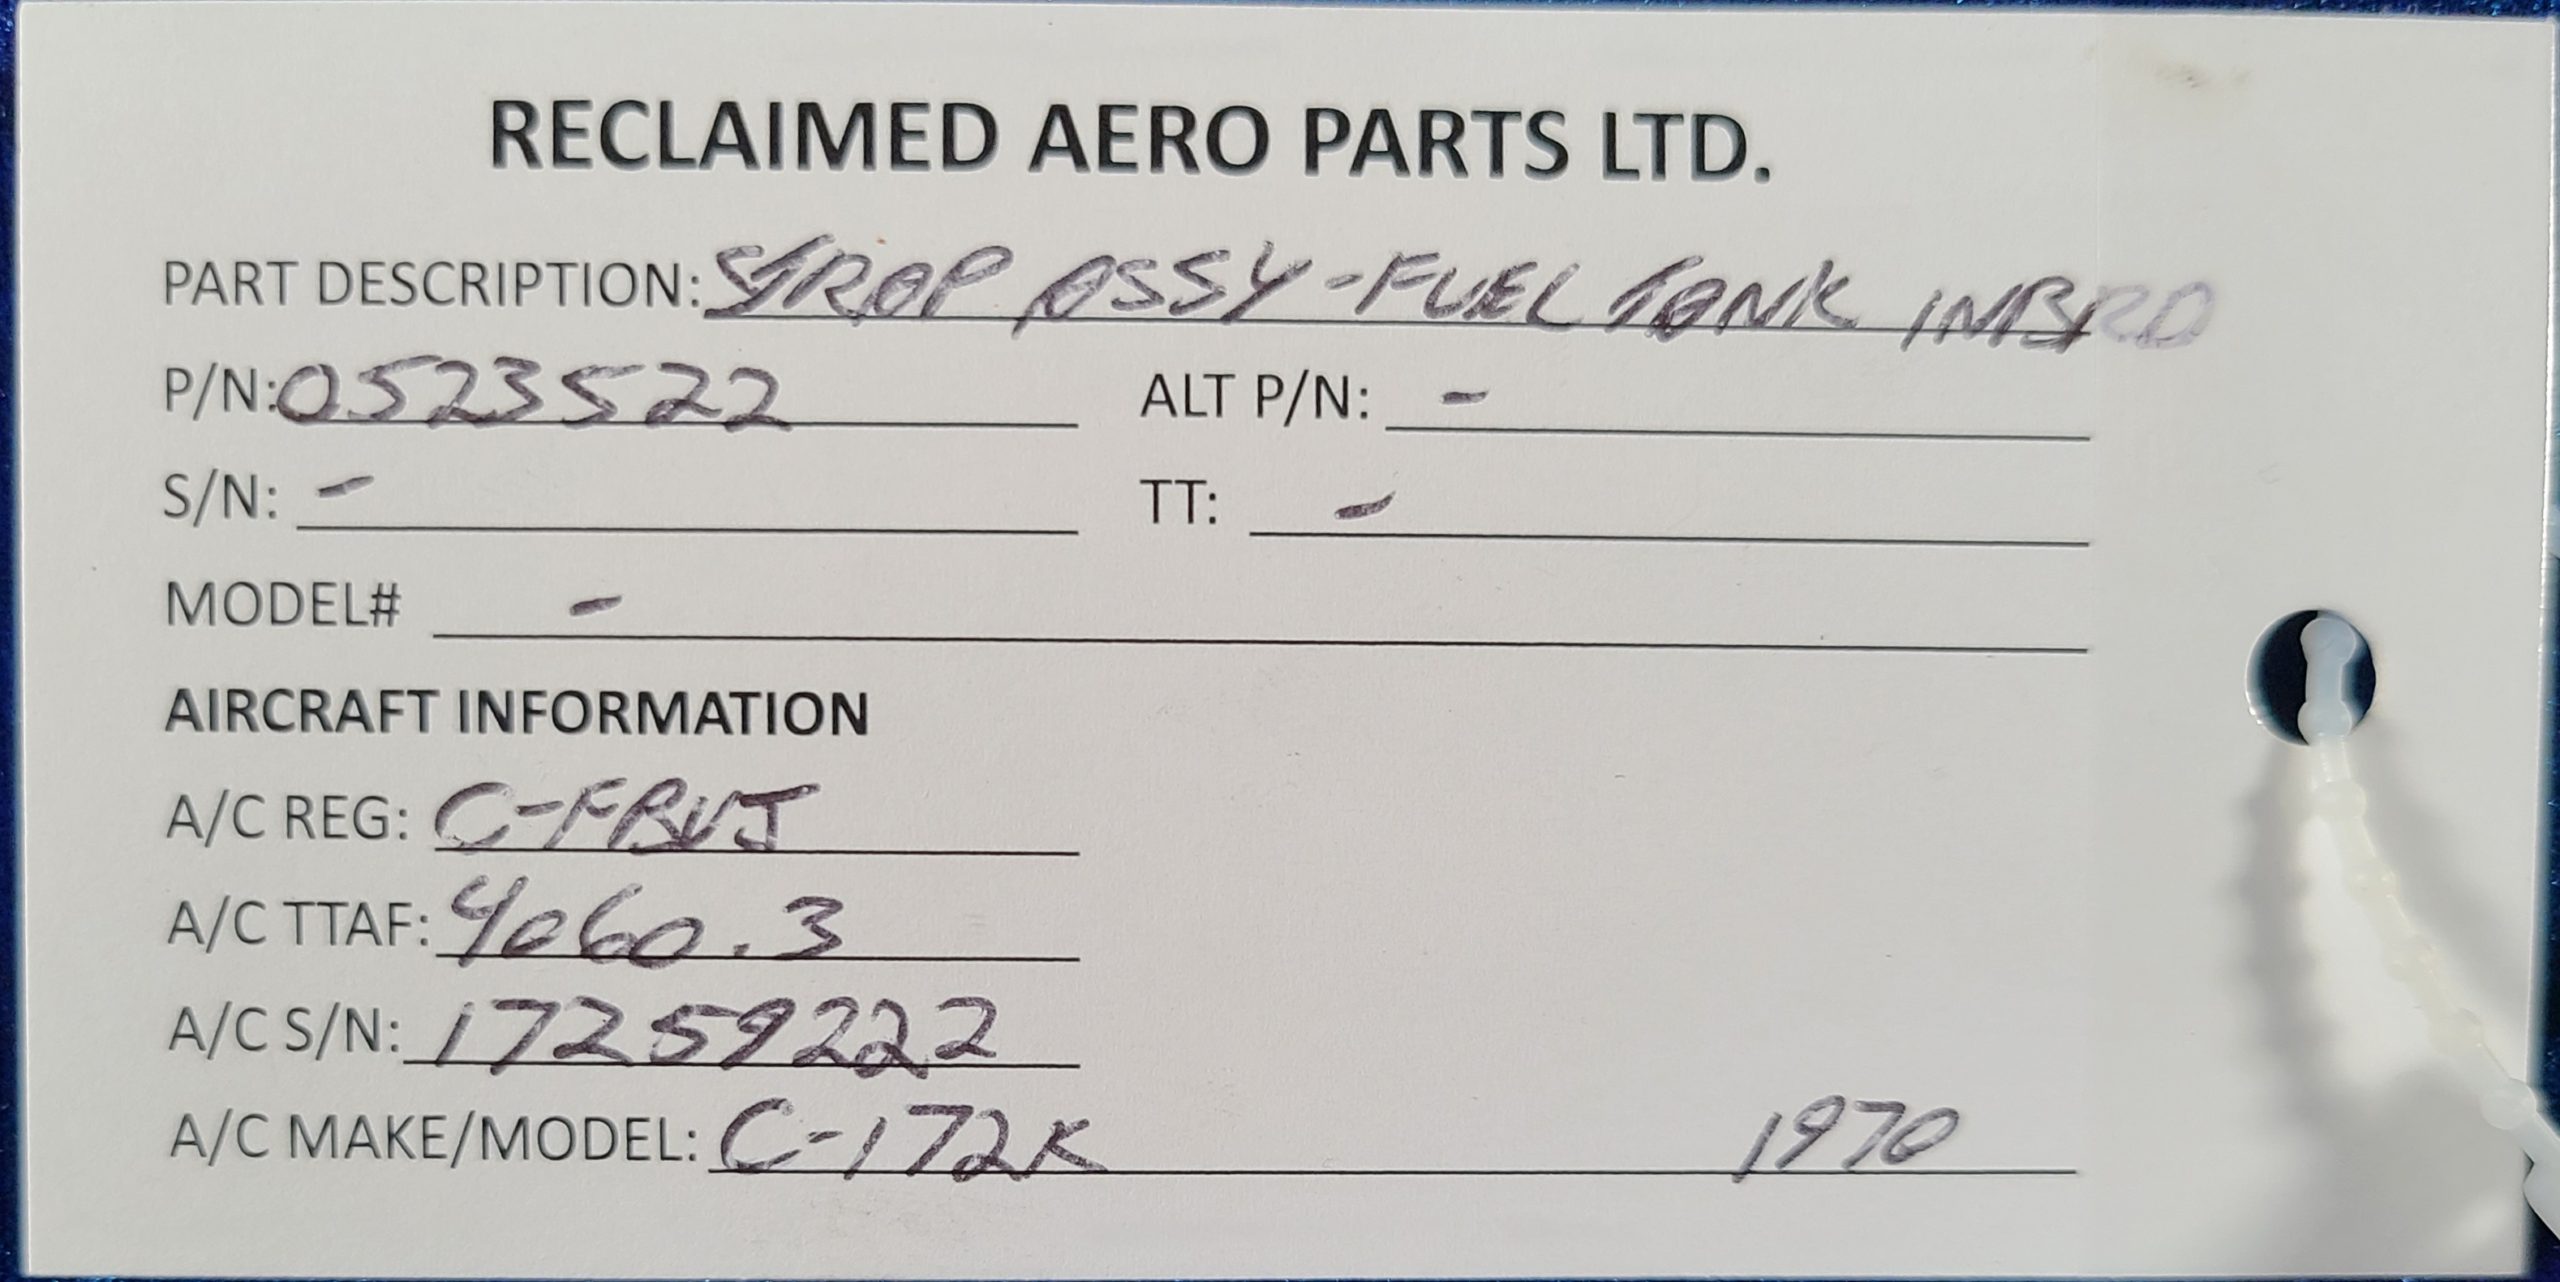 RECLAIMED AERO PARTS LTD.
PART DESCRIPTION: STRAP ASSY - FUEL TANK INBRD
P/N: 0523522 ALT P/N: -
S/N: - TT: -
MODEL# -
AIRCRAFT INFORMATION
A/C REG: C-FBVJ
A/C TTAF: 4060.3
A/C S/N: 17259222
A/C MAKE/MODEL: C-172K 1970